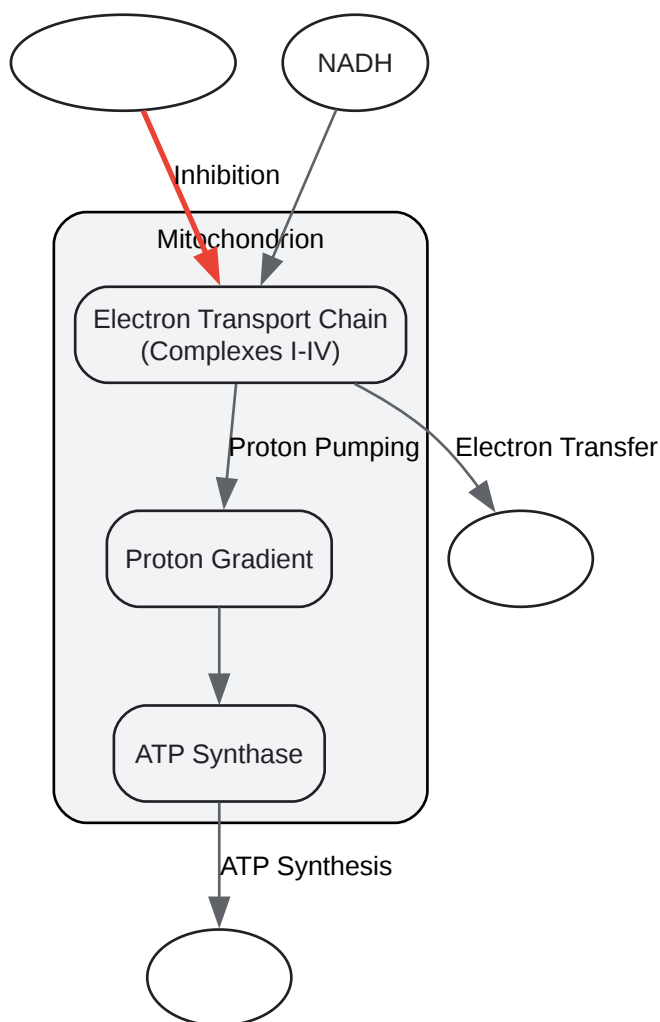 NADH
Inhibition
Mitochondrion
Electron Transport Chain
(Complexes I-IV)
Proton Pumping
Electron Transfer
Proton Gradient
ATP Synthase
ATP Synthesis